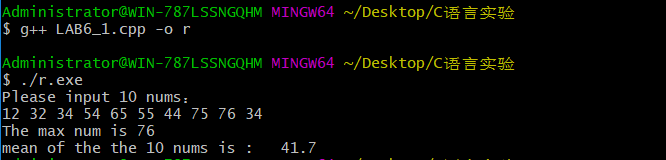 Administrator@WIN-787LSSNGQHM MINGW64 ~/Desktop/C语言实验
$ g++ LAB6_1.cpp -o r
Administrator@WIN-787LSSNGQHM MINGW64 ~/Desktop/C语言实验
$ ./r.exe
Please input 10 nums：
12 32 34 54 65 55 44 75 76 34
The max num is 76
mean of the the 10 nums is :   41.7